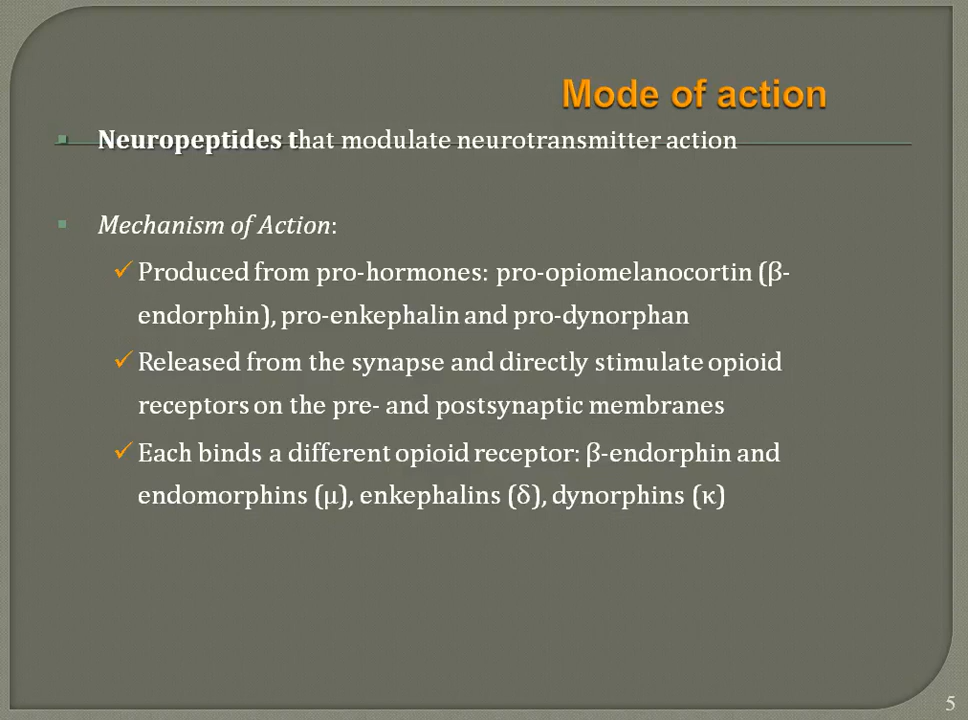 Mode of action
Neuropeptides that modulate neurotransmitter action
Mechanism of Action:
Produced from pro-hormones: pro-opiomelanocortin (β-
endorphin), pro-enkephalin and pro-dynorphan
Released from the synapse and directly stimulate opioid
receptors on the pre- and postsynaptic membranes
Each binds a different opioid receptor: β-endorphin and
endomorphins (μ), enkephalins (δ), dynorphins (κ)
5